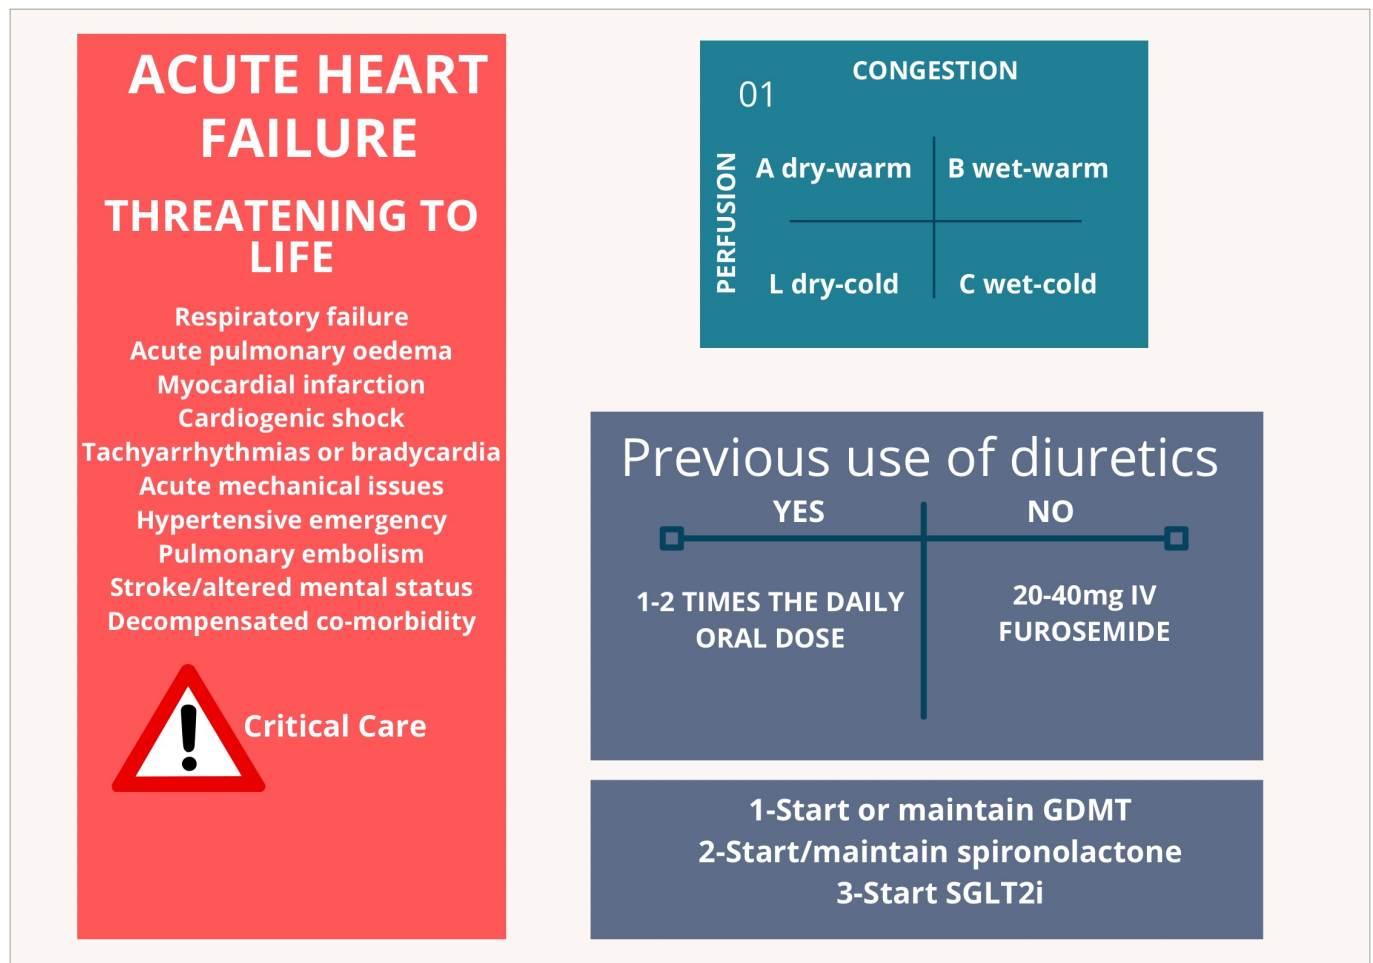 ACUTE HEART
FAILURE
THREATENING TO
LIFE
Respiratory failure
Acute pulmonary oedema
Myocardial infarction
Cardiogenic shock
Tachyarrhythmias or bradycardia
Acute mechanical issues
Hypertensive emergency
Pulmonary embolism
Stroke/altered mental status
Decompensated co-morbidity
Critical Care
CONGESTION
01
PERFUSION
A dry-warm
B wet-warm
L dry-cold
C wet-cold
Previous use of diuretics
YES
NO
1-2 TIMES THE DAILY
ORAL DOSE
20-40mg IV
FUROSEMIDE
1-Start or maintain GDMT
2-Start/maintain spironolactone
3-Start SGLT2i